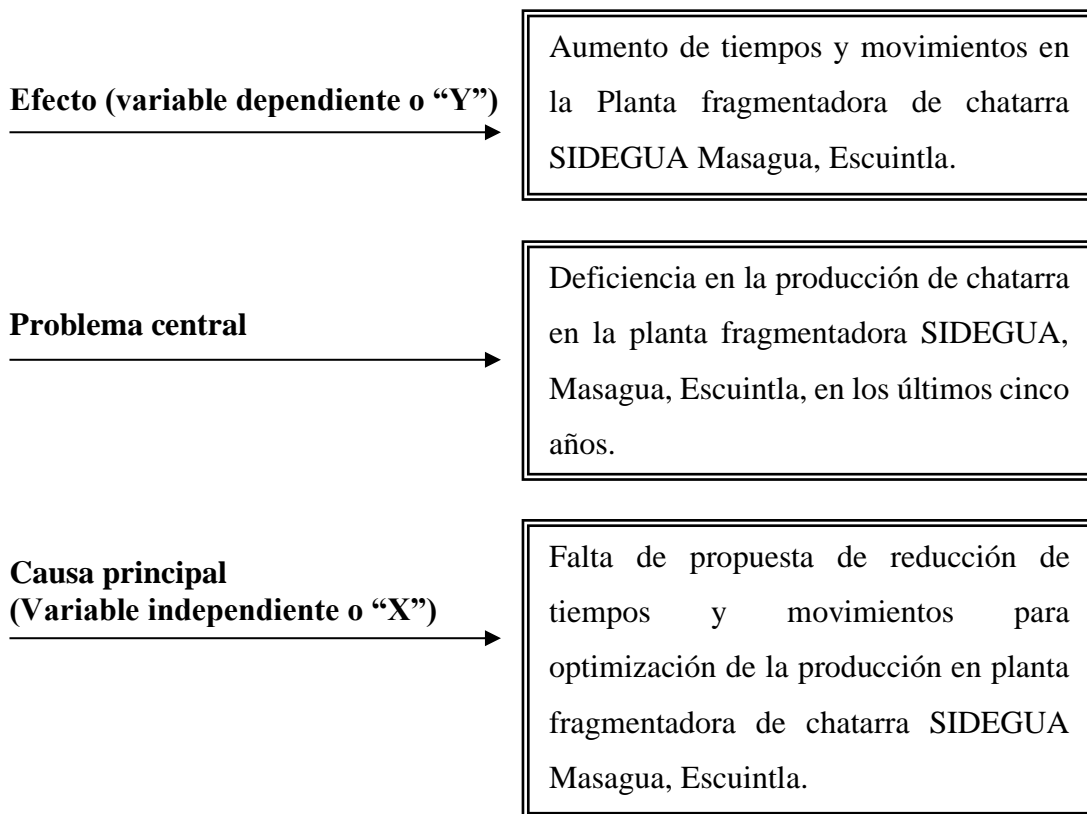 Efecto (variable dependiente o “Y”)
Aumento de tiempos y movimientos en
la Planta fragmentadora de chatarra
SIDEGUA Masagua, Escuintla.
Problema central
Deficiencia en la producción de chatarra
en la planta fragmentadora SIDEGUA,
Masagua, Escuintla, en los últimos cinco
años.
Causa principal
(Variable independiente o “X”)
Falta de propuesta de reducción de
tiempos y movimientos para
optimización de la producción en planta
fragmentadora de chatarra SIDEGUA
Masagua, Escuintla.